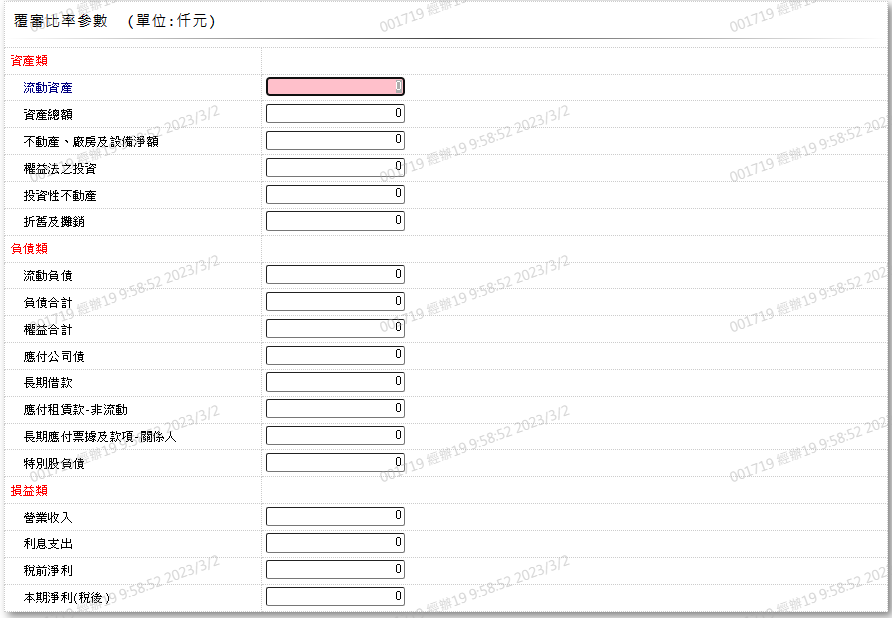 覆審比率參數 (單位:仟元)
資產類
流動資產 0
資產總額 0
不動產、廠房及設備淨額 0
權益法之投資 0
投資性不動產 0
折舊及攤銷 0
負債類
流動負債 0
負債合計 0
權益合計 0
應付公司債 0
長期借款 0
應付租賃款-非流動 0
長期應付票據及款項-關係人 0
特別股負債 0
損益類
營業收入 0
利息支出 0
稅前淨利 0
本期淨利(稅後) 0
001719 經辦19 9:58:52 2023/3/2